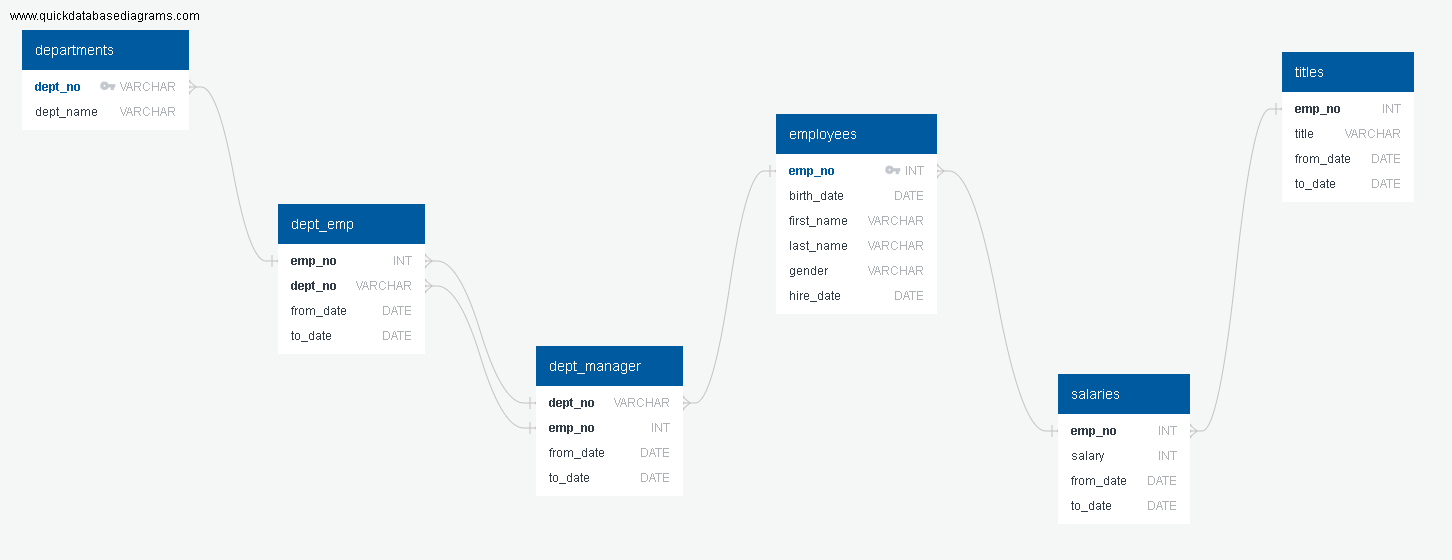 www.quickdatabasediagrams.com
departments
dept_no VARCHAR
dept_name VARCHAR
dept_emp
emp_no INT
dept_no VARCHAR
from_date DATE
to_date DATE
dept_manager
dept_no VARCHAR
emp_no INT
from_date DATE
to_date DATE
employees
emp_no INT
birth_date DATE
first_name VARCHAR
last_name VARCHAR
gender VARCHAR
hire_date DATE
salaries
emp_no INT
salary INT
from_date DATE
to_date DATE
titles
emp_no INT
title VARCHAR
from_date DATE
to_date DATE